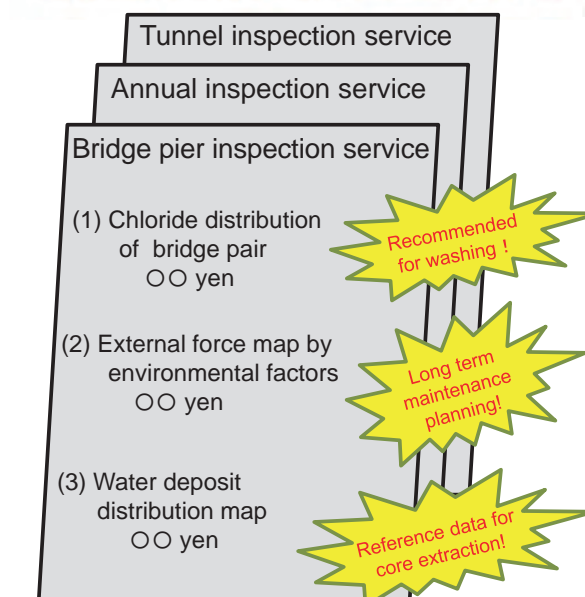 Tunnel inspection service
Annual inspection service
Bridge pier inspection service
(1) Chloride distribution
of bridge pair
○○ yen
Recommended
for washing !
(2) External force map by
environmental factors
○○ yen
Long term
maintenance
planning!
(3) Water deposit
distribution map
○○ yen
Reference data for
core extraction!